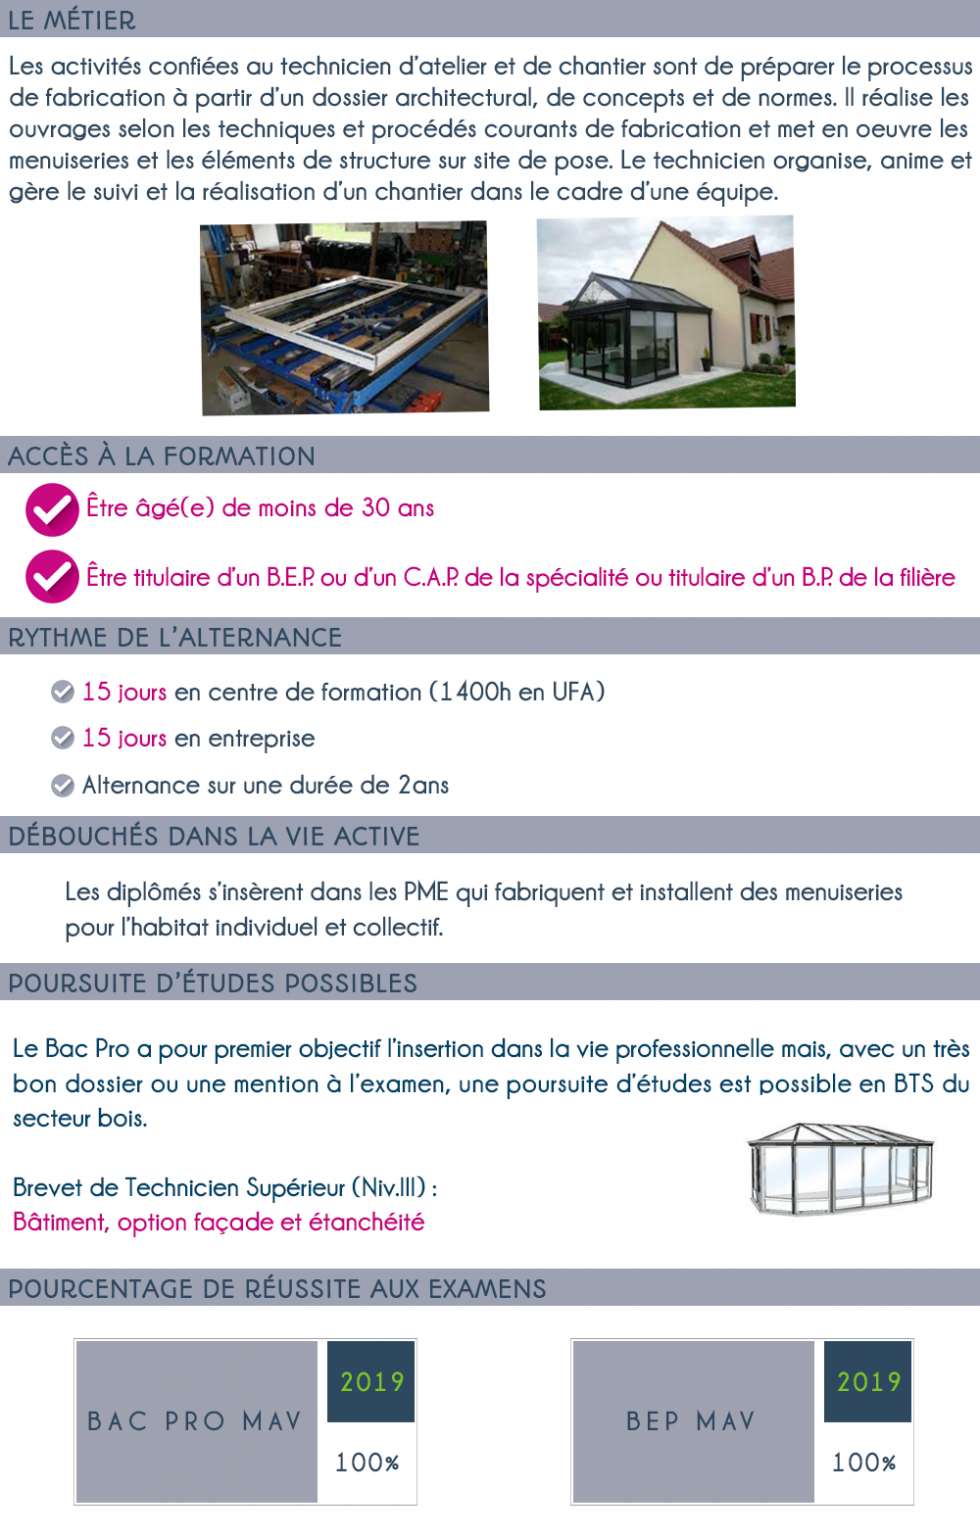 LE MÉTIER
Les activités confiées au technicien d'atelier et de chantier sont de préparer le processus
de fabrication à partir d'un dossier architectural, de concepts et de normes. Il réalise les
ouvrages selon les techniques et procédés courants de fabrication et met en oeuvre les
menuiseries et les éléments de structure sur site de pose. Le technicien organise, anime et
gère le suivi et la réalisation d'un chantier dans le cadre d'une équipe.
ACCÈS À LA FORMATION
Être âgé(e) de moins de 30 ans
Être titulaire d'un B.E.P. ou d'un C.A.P. de la spécialité ou titulaire d'un B.P. de la filière
RYTHME DE L'ALTERNANCE
15 jours en centre de formation (1400h en UFA)
15 jours en entreprise
Alternance sur une durée de 2ans
DÉBOUCHÉS DANS LA VIE ACTIVE
Les diplômés s'insèrent dans les PME qui fabriquent et installent des menuiseries
pour l'habitat individuel et collectif.
POURSUITE D'ÉTUDES POSSIBLES
Le Bac Pro a pour premier objectif l'insertion dans la vie professionnelle mais, avec un très
bon dossier ou une mention à l'examen, une poursuite d'études est possible en BTS du
secteur bois.
Brevet de Technicien Supérieur (Niv.III) :
Bâtiment, option façade et étanchéité
POURCENTAGE DE RÉUSSITE AUX EXAMENS
BAC PRO MAV
2019
100%
BEP MAV
2019
100%